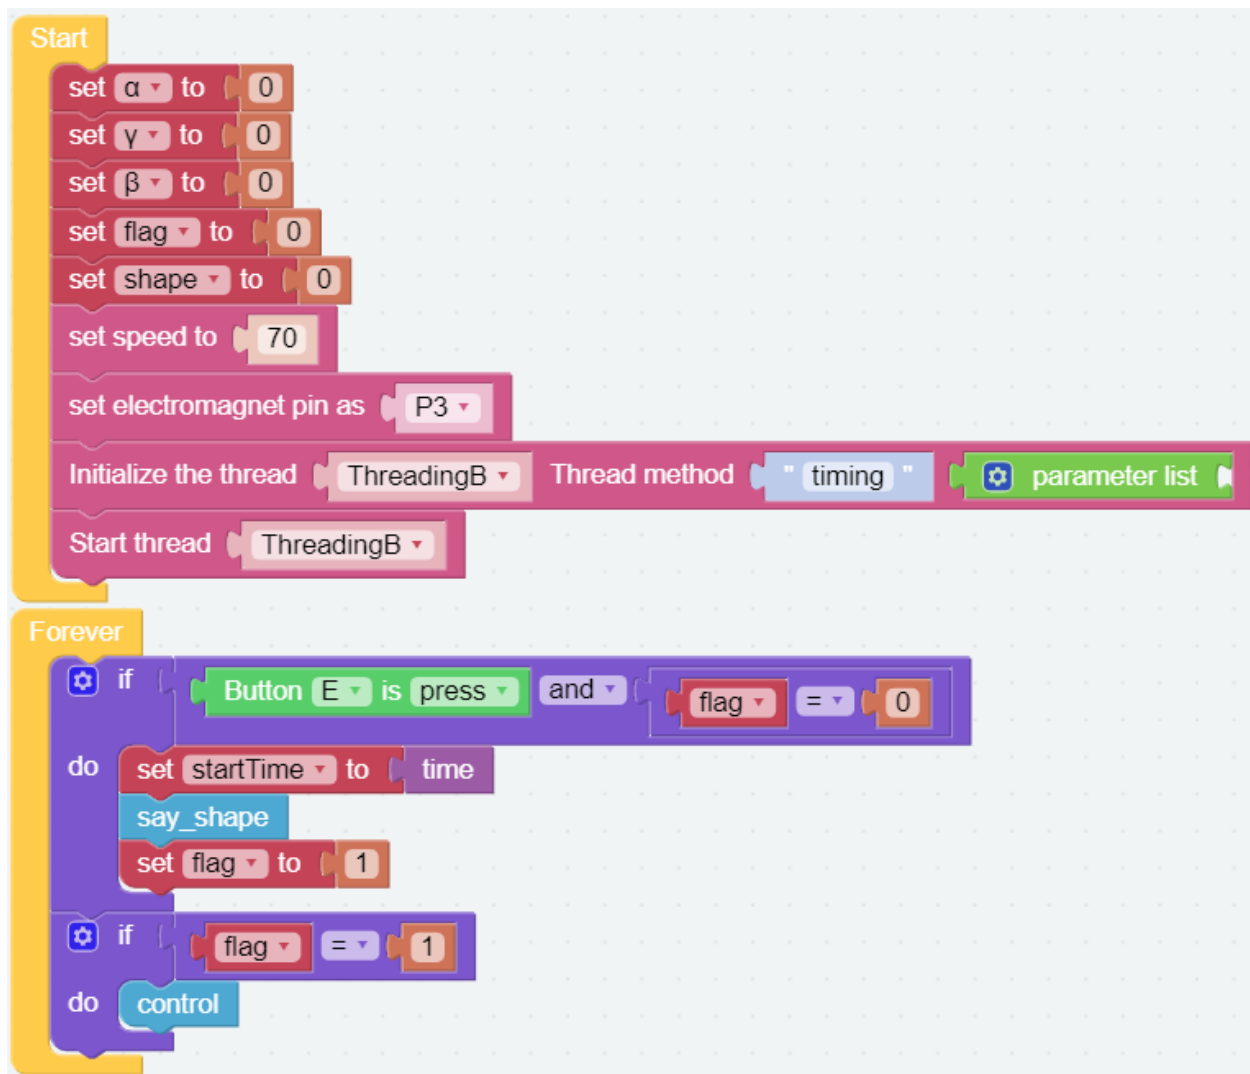 Start
set α to 0
set γ to 0
set β to 0
set flag to 0
set shape to 0
set speed to 70
set electromagnet pin as P3
Initialize the thread ThreadingB Thread method " timing " parameter list
Start thread ThreadingB
Forever
if Button E is press and flag = 0
do set startTime to time
say_shape
set flag to 1
if flag = 1
do control